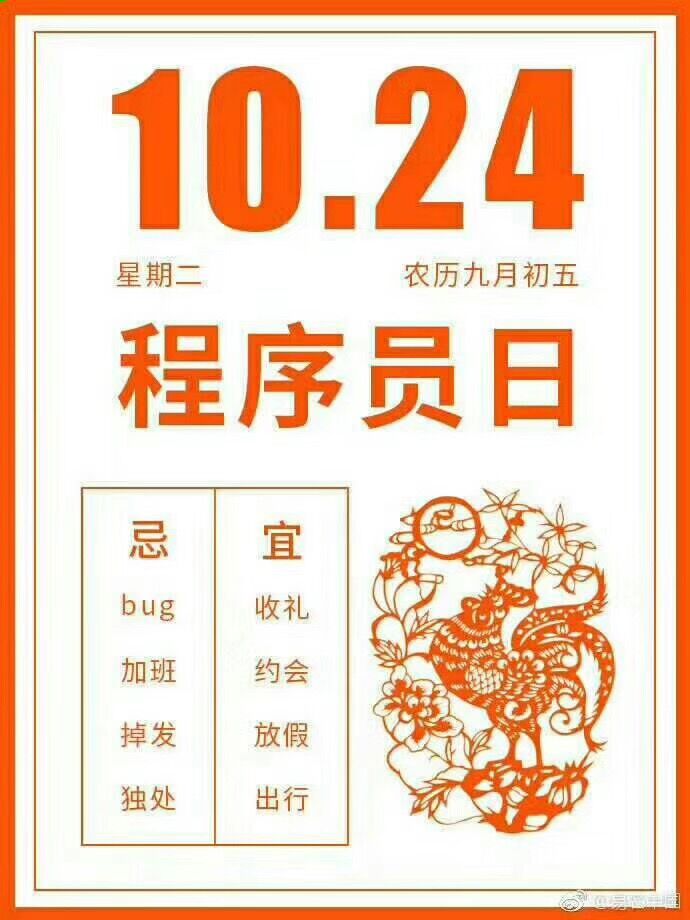 10.24
星期二
农历九月初五
程序员日
忌
bug
加班
掉发
独处
宜
收礼
约会
放假
出行